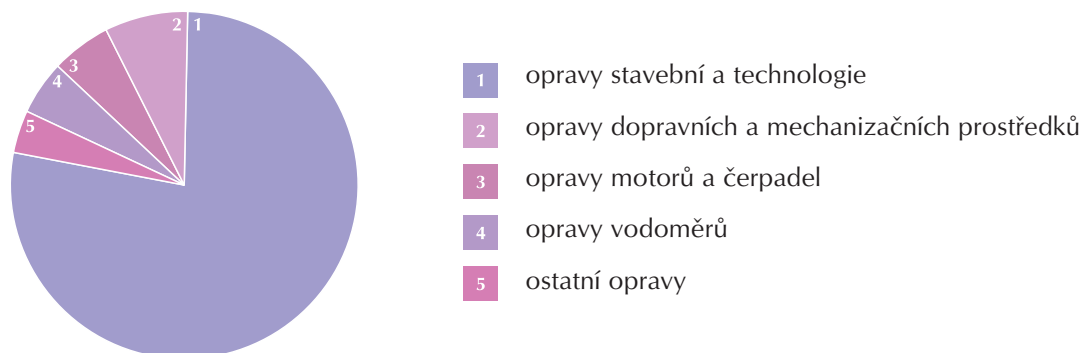 2 1
3
4
5
1 opravy stavební a technologie
2 opravy dopravních a mechanizačních prostředků
3 opravy motorů a čerpadel
4 opravy vodoměrů
5 ostatní opravy